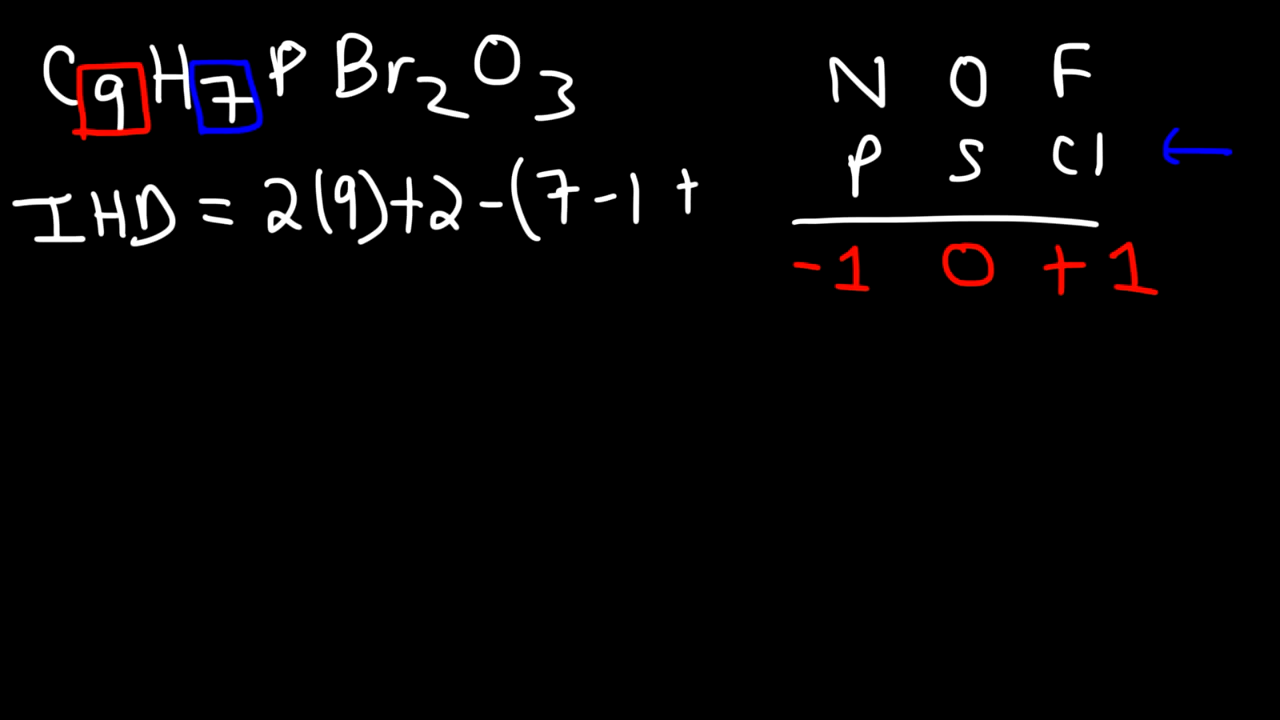 C9H7PBr2O3
IHD = 2(9)+2-(7-1+
N O F
P S Cl
-1 0 +1